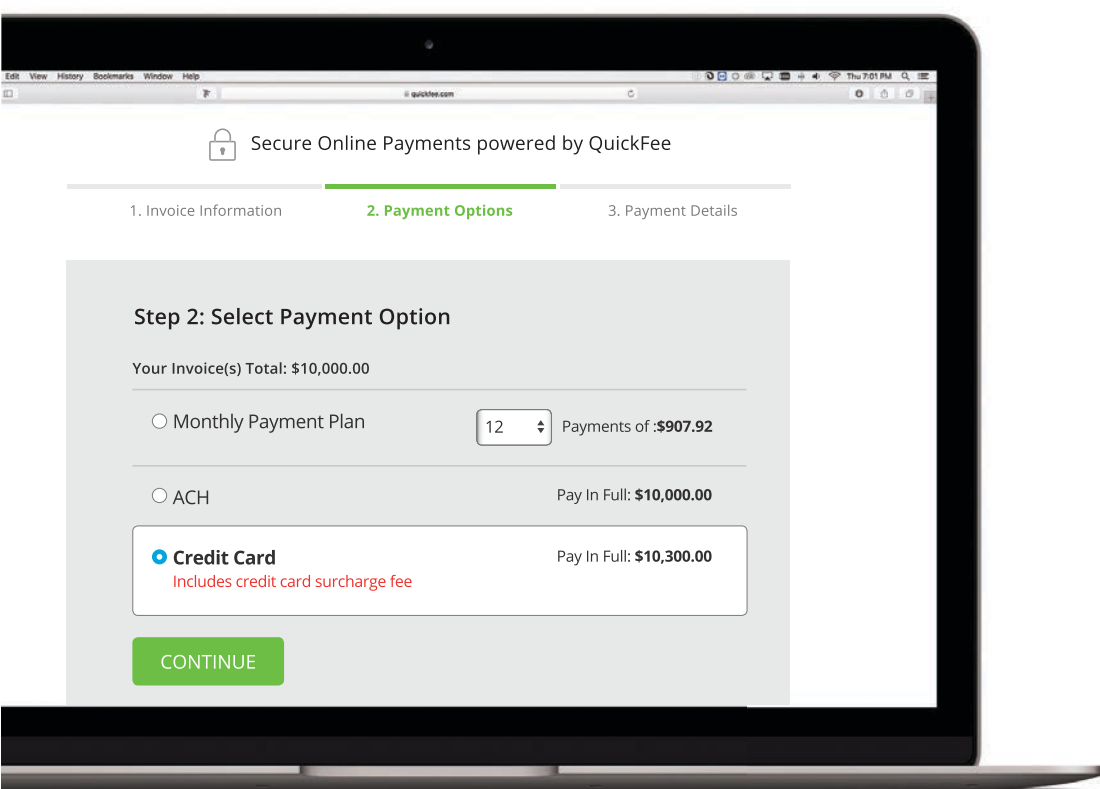 Edit View History Bookmarks Window Help Thu 7:01 PM
quickfee.com
Secure Online Payments powered by QuickFee
1. Invoice Information 2. Payment Options 3. Payment Details
Step 2: Select Payment Option
Your Invoice(s) Total: $10,000.00
Monthly Payment Plan 12 Payments of :$907.92
ACH Pay In Full: $10,000.00
Credit Card Pay In Full: $10,300.00
Includes credit card surcharge fee
CONTINUE